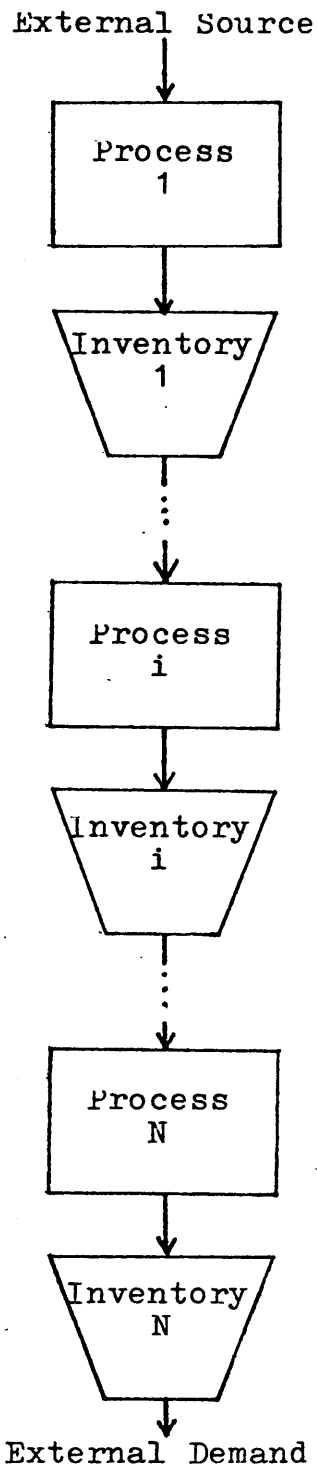 External Source
Process
1
Inventory
1
Process
i
Inventory
i
Process
N
Inventory
N
External Demand